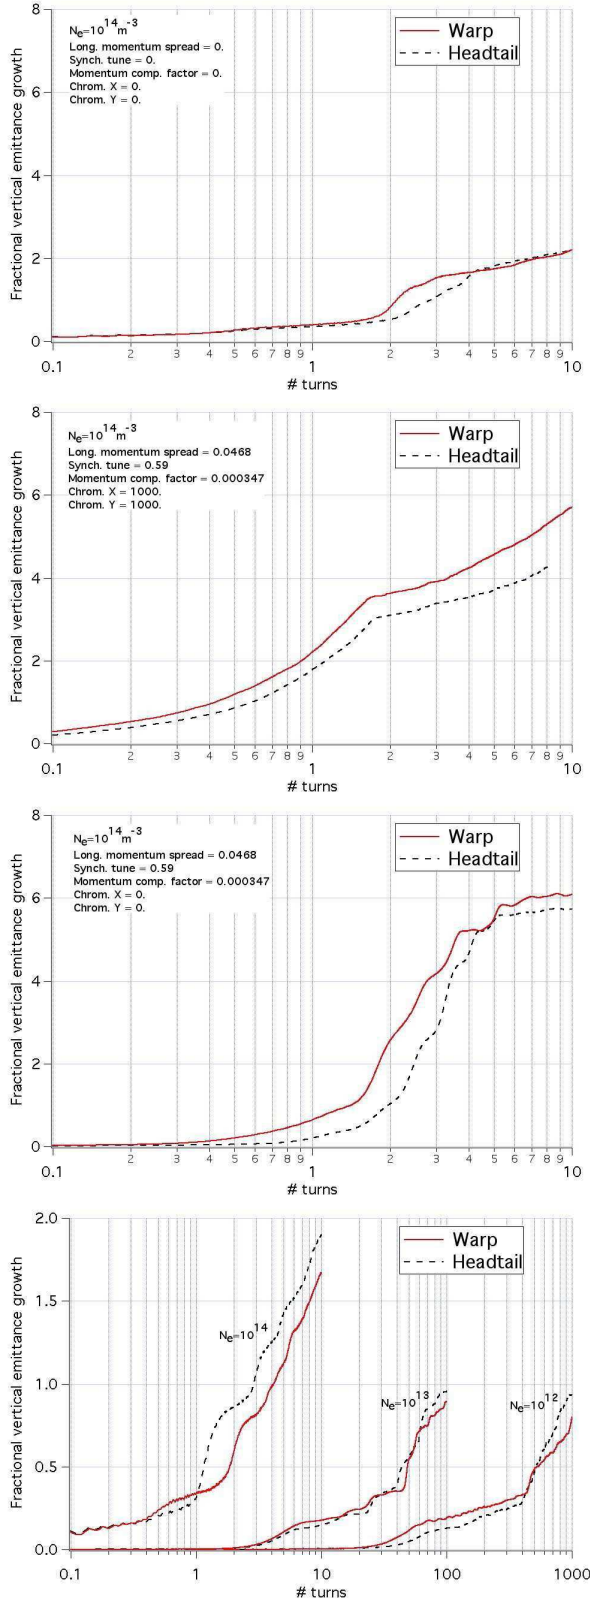 8
N_e=10^14 m^-3
Long. momentum spread = 0.
Synch. tune = 0.
Momentum comp. factor = 0.
Chrom. X = 0.
Chrom. Y = 0.
Warp
Headtail
6
4
2
0
Fractional vertical emittance growth
2 3 4 5 6 7 8 9 2 3 4 5 6 7 8 9
0.1 1 10
# turns
8
N_e=10^14 m^-3
Long. momentum spread = 0.0468
Synch. tune = 0.59
Momentum comp. factor = 0.000347
Chrom. X = 1000.
Chrom. Y = 1000.
Warp
Headtail
6
4
2
0
Fractional vertical emittance growth
2 3 4 5 6 7 8 9 2 3 4 5 6 7 8 9
0.1 1 10
# turns
8
N_e=10^14 m^-3
Long. momentum spread = 0.0468
Synch. tune = 0.59
Momentum comp. factor = 0.000347
Chrom. X = 0.
Chrom. Y = 0.
Warp
Headtail
6
4
2
0
Fractional vertical emittance growth
2 3 4 5 6 7 8 9 2 3 4 5 6 7 8 9
0.1 1 10
# turns
2.0
Warp
Headtail
1.5
1.0
0.5
0.0
Fractional vertical emittance growth
N_e=10^14
N_e=10^13
N_e=10^12
0.1 1 10 100 1000
# turns